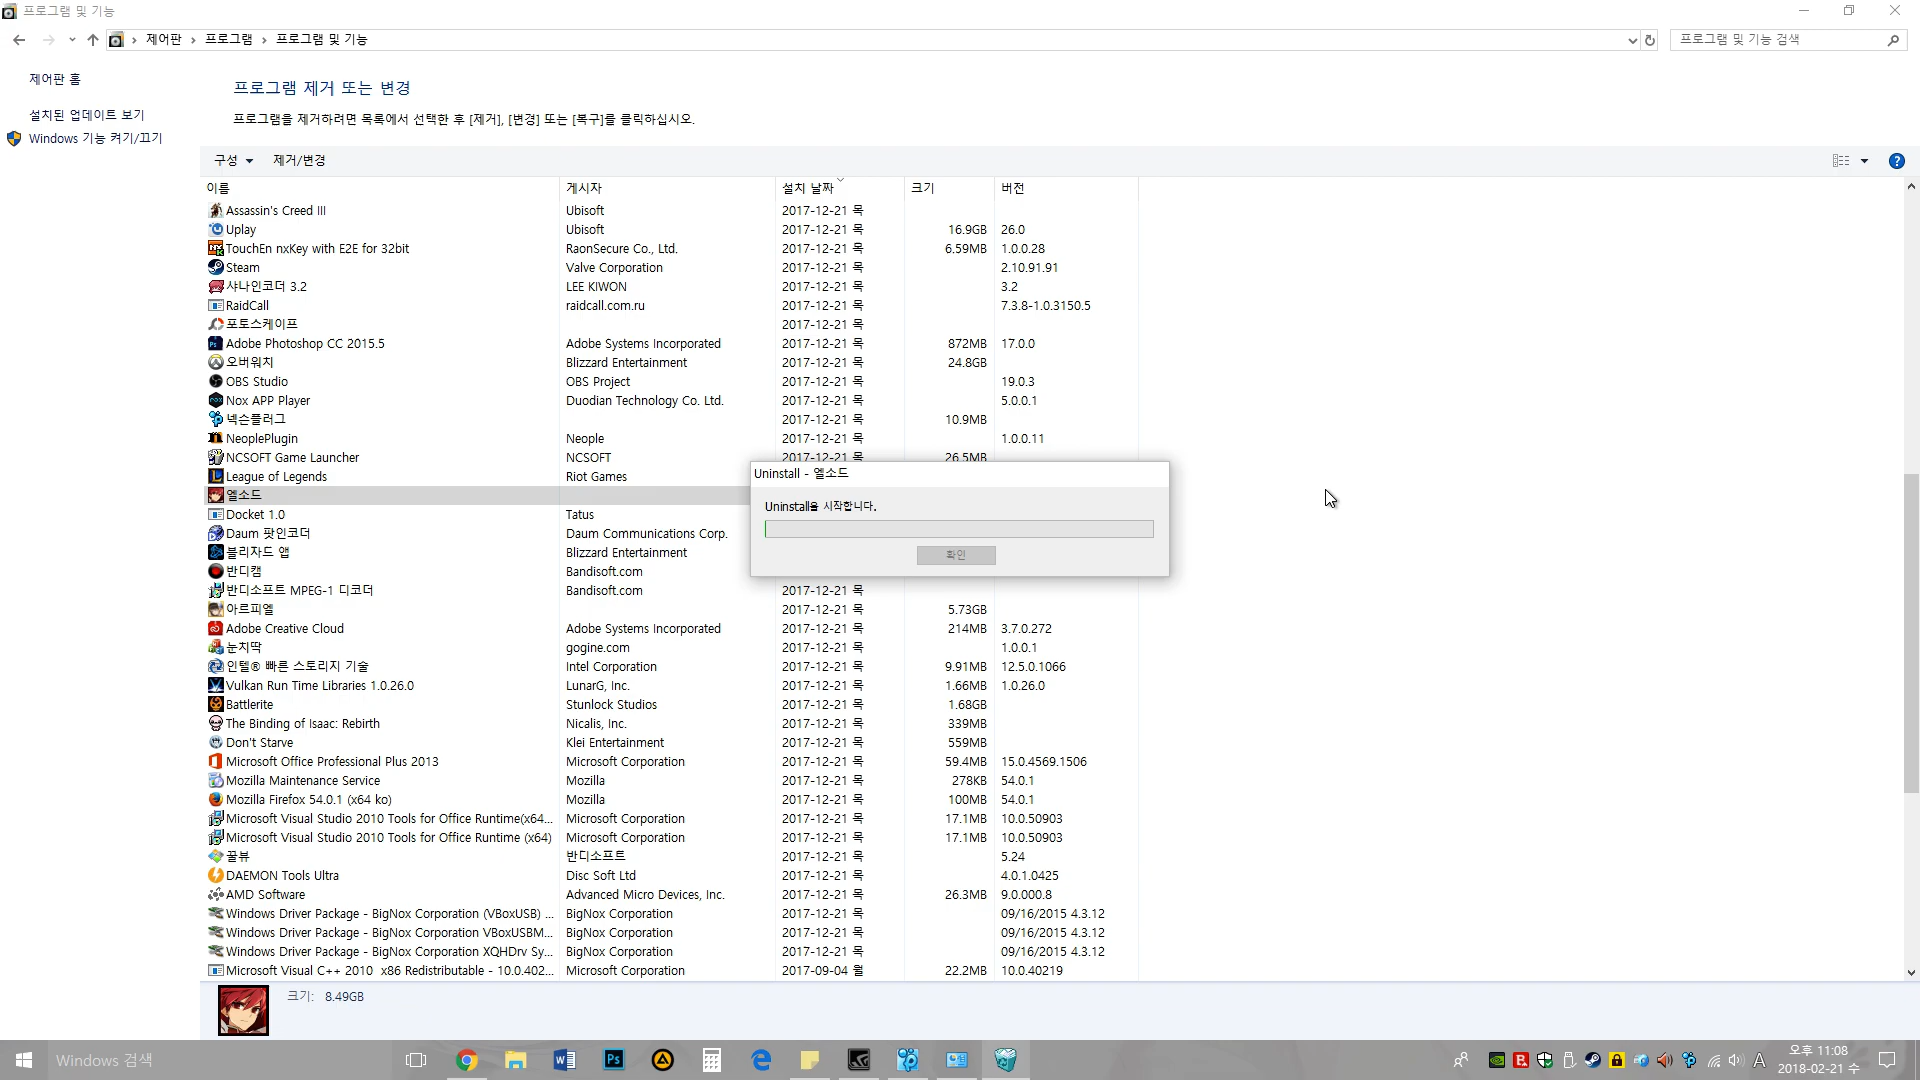 프로그램 및 기능
제어판 › 프로그램 › 프로그램 및 기능
프로그램 및 기능 검색
제어판 홈
설치된 업데이트 보기
Windows 기능 켜기/끄기
프로그램 제거 또는 변경
프로그램을 제거하려면 목록에서 선택한 후 [제거], [변경] 또는 [복구]를 클릭하십시오.
구성 제거/변경
이름 게시자 설치 날짜 크기 버전
Assassin's Creed III Ubisoft 2017-12-21 목
Uplay Ubisoft 2017-12-21 목 16.9GB 26.0
TouchEn nxKey with E2E for 32bit RaonSecure Co., Ltd. 2017-12-21 목 6.59MB 1.0.0.28
Steam Valve Corporation 2017-12-21 목 2.10.91.91
샤나인코더 3.2 LEE KIWON 2017-12-21 목 3.2
RaidCall raidcall.com.ru 2017-12-21 목 7.3.8-1.0.3150.5
포토스케이프 2017-12-21 목
Adobe Photoshop CC 2015.5 Adobe Systems Incorporated 2017-12-21 목 872MB 17.0.0
오버워치 Blizzard Entertainment 2017-12-21 목 24.8GB
OBS Studio OBS Project 2017-12-21 목 19.0.3
Nox APP Player Duodian Technology Co. Ltd. 2017-12-21 목 5.0.0.1
넥슨플러그 2017-12-21 목 10.9MB
NeoplePlugin Neople 2017-12-21 목 1.0.0.11
NCSOFT Game Launcher NCSOFT 2017-12-21 목 26.5MB
League of Legends Riot Games
엘소드
Docket 1.0 Tatus
Daum 팟인코더 Daum Communications Corp.
블리자드 앱 Blizzard Entertainment
반디캠 Bandisoft.com
Uninstall - 엘소드
Uninstall을 시작합니다.
확인
반디소프트 MPEG-1 디코더 Bandisoft.com 2017-12-21 목
아르피엘 2017-12-21 목 5.73GB
Adobe Creative Cloud Adobe Systems Incorporated 2017-12-21 목 214MB 3.7.0.272
눈치딱 gogine.com 2017-12-21 목 1.0.0.1
인텔® 빠른 스토리지 기술 Intel Corporation 2017-12-21 목 9.91MB 12.5.0.1066
Vulkan Run Time Libraries 1.0.26.0 LunarG, Inc. 2017-12-21 목 1.66MB 1.0.26.0
Battlerite Stunlock Studios 2017-12-21 목 1.68GB
The Binding of Isaac: Rebirth Nicalis, Inc. 2017-12-21 목 339MB
Don't Starve Klei Entertainment 2017-12-21 목 559MB
Microsoft Office Professional Plus 2013 Microsoft Corporation 2017-12-21 목 59.4MB 15.0.4569.1506
Mozilla Maintenance Service Mozilla 2017-12-21 목 278KB 54.0.1
Mozilla Firefox 54.0.1 (x64 ko) Mozilla 2017-12-21 목 100MB 54.0.1
Microsoft Visual Studio 2010 Tools for Office Runtime(x64... Microsoft Corporation 2017-12-21 목 17.1MB 10.0.50903
Microsoft Visual Studio 2010 Tools for Office Runtime (x64) Microsoft Corporation 2017-12-21 목 17.1MB 10.0.50903
꿀뷰 반디소프트 2017-12-21 목 5.24
DAEMON Tools Ultra Disc Soft Ltd 2017-12-21 목 4.0.1.0425
AMD Software Advanced Micro Devices, Inc. 2017-12-21 목 26.3MB 9.0.000.8
Windows Driver Package - BigNox Corporation (VBoxUSB) ... BigNox Corporation 2017-12-21 목 09/16/2015 4.3.12
Windows Driver Package - BigNox Corporation VBoxUSBM... BigNox Corporation 2017-12-21 목 09/16/2015 4.3.12
Windows Driver Package - BigNox Corporation XQHDrv Sy... BigNox Corporation 2017-12-21 목 09/16/2015 4.3.12
Microsoft Visual C++ 2010 x86 Redistributable - 10.0.402... Microsoft Corporation 2017-09-04 월 22.2MB 10.0.40219
크기: 8.49GB
Windows 검색
A
오후 11:08
2018-02-21 수